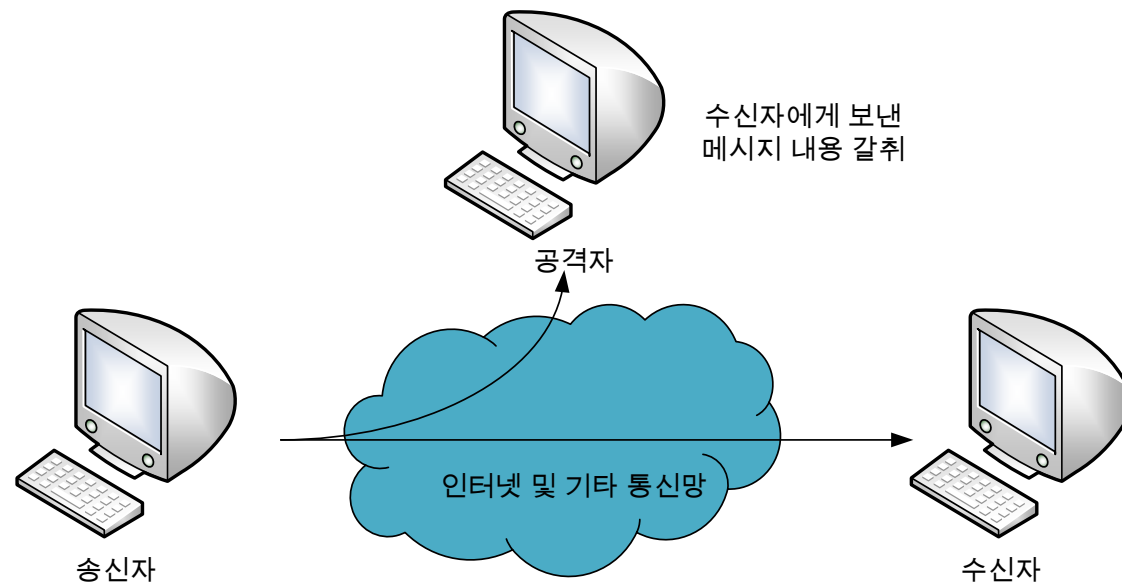 수신자에게 보낸
메시지 내용 갈취
공격자
인터넷 및 기타 통신망
송신자
수신자